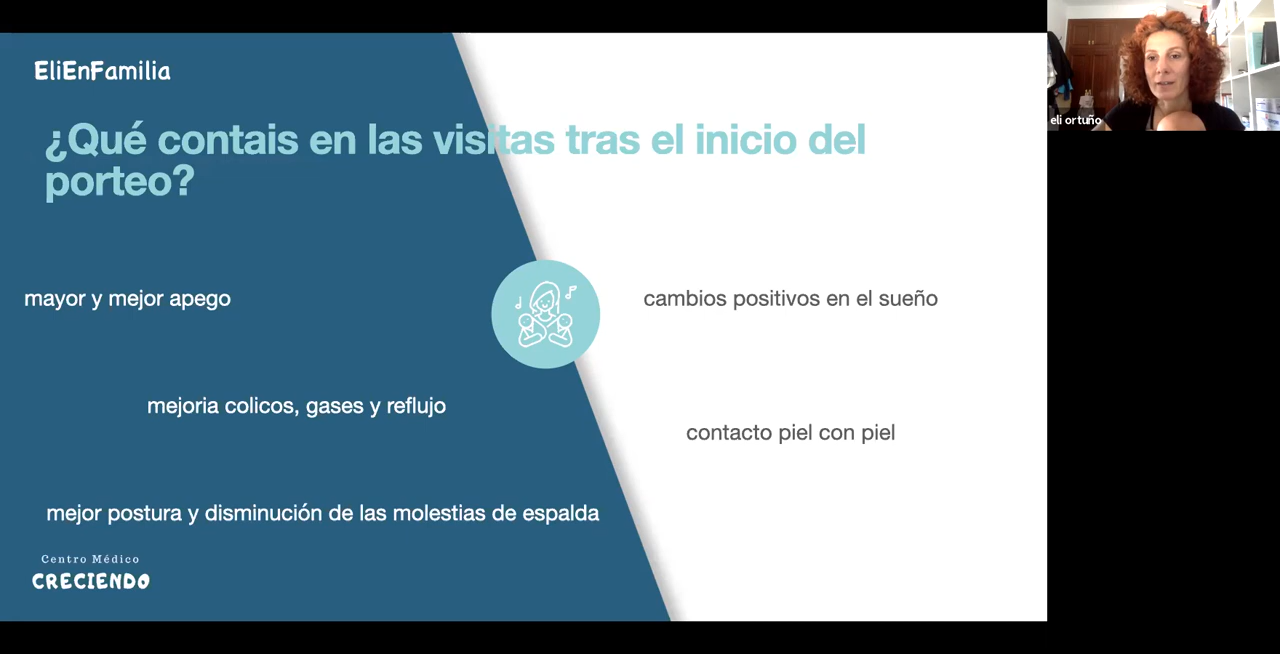 EliEnFamilia
¿Qué contais en las visitas tras el inicio del
porteo?
mayor y mejor apego
cambios positivos en el sueño
mejoria colicos, gases y reflujo
contacto piel con piel
mejor postura y disminución de las molestias de espalda
Centro Médico
CRECIENDO
eli ortuño